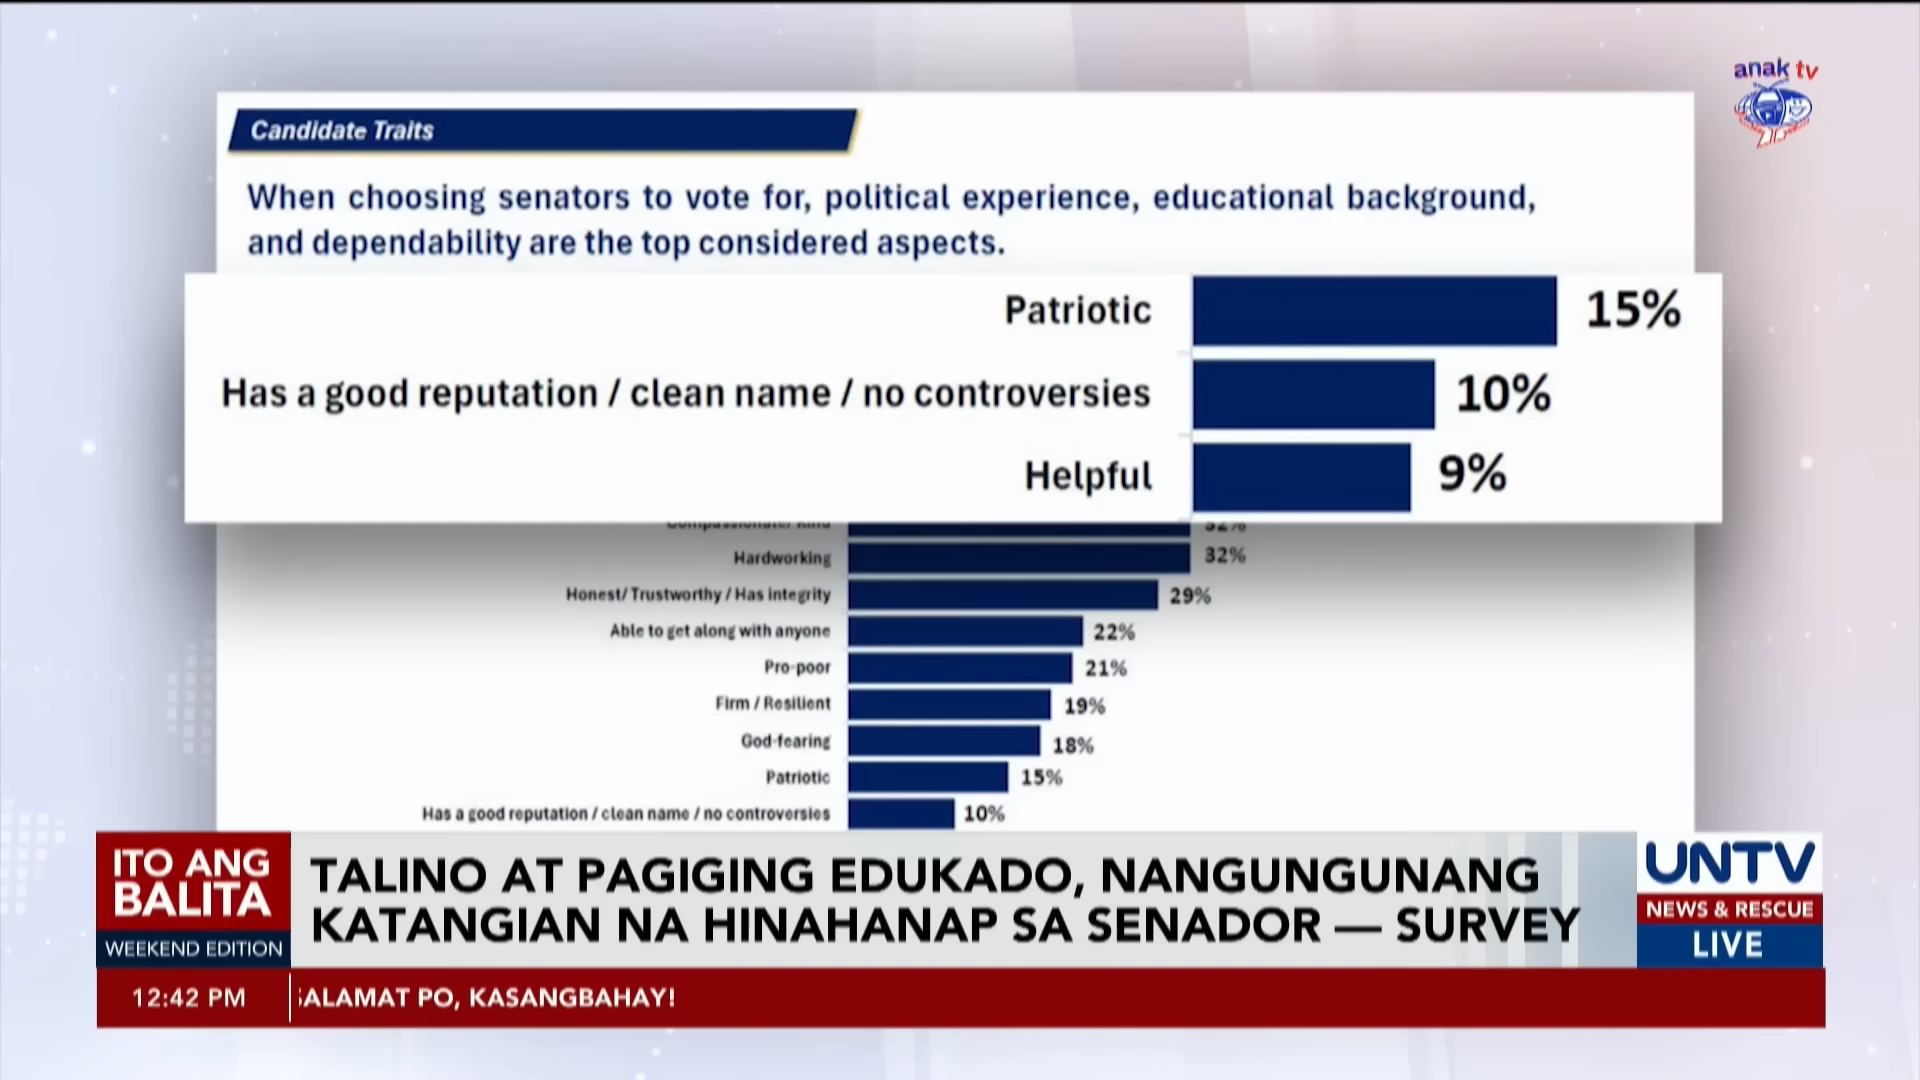 anak tv
Candidate Traits
When choosing senators to vote for, political experience, educational background,
and dependability are the top considered aspects.
Patriotic 15%
Has a good reputation / clean name / no controversies 10%
Helpful 9%
Hardworking 32%
Honest/ Trustworthy / Has integrity 29%
Able to get along with anyone 22%
Pro-poor 21%
Firm / Resilient 19%
God-fearing 18%
Patriotic 15%
Has a good reputation / clean name / no controversies 10%
ITO ANG
BALITA
WEEKEND EDITION
TALINO AT PAGIGING EDUKADO, NANGUNGUNANG
KATANGIAN NA HINAHANAP SA SENADOR — SURVEY
UNTV
NEWS & RESCUE
LIVE
12:42 PM
PO, KASANGBAHAY!